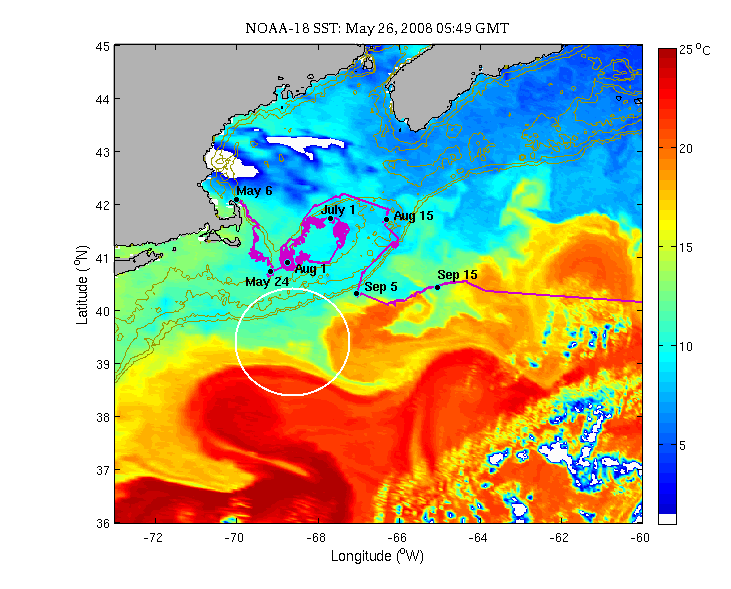 NOAA-18 SST: May 26, 2008 05:49 GMT
45
44
43
42
41
40
39
38
37
36
Latitude (°N)
-72
-70
-68
-66
-64
-62
-60
Longitude (°W)
May 6
July 1
Aug 15
Aug 1
May 24
Sep 5
Sep 15
25 °C
20
15
10
5